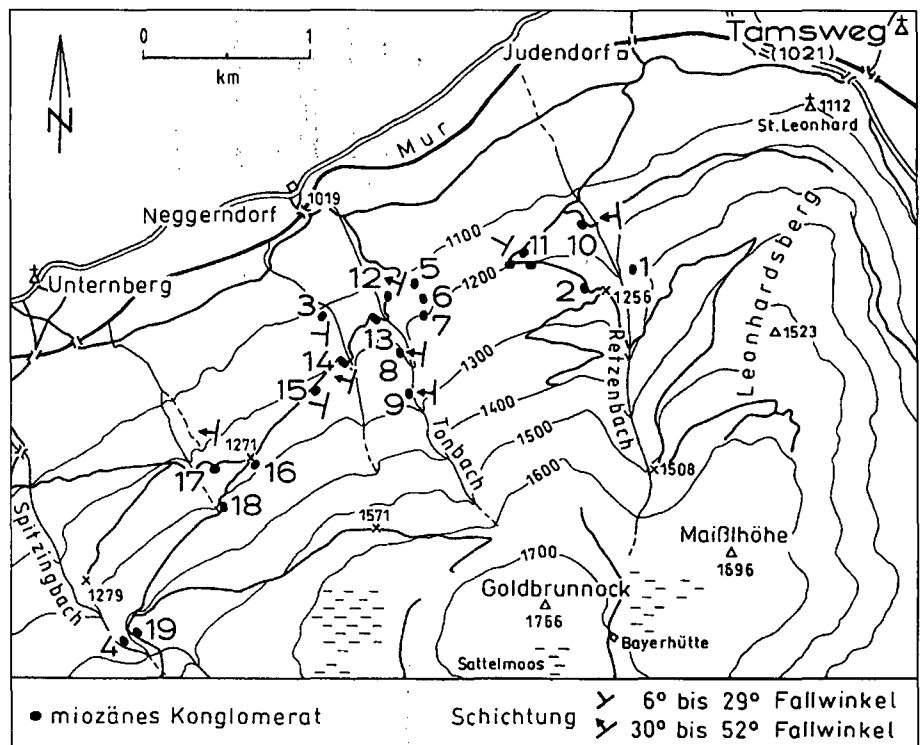 Tamsweg
(1021)
Judendorf
0 1
km
N
Mur
1112
St. Leonhard
1019
Neggerndorf
Unternberg
1100
1200
1300
1400
1500
1600
1700
11
10
1
12
5
6
7
2
1256
3
13
8
14
9
15
Leonhardsberg
1523
Retzenbach
Tonbach
1271
16
17
18
1508
1571
Spitzingbach
1279
Maißlhöhe
1696
Goldbrunnock
1766
Bayerhütte
Sattelmoos
4
19
miozänes Konglomerat
Schichtung
6° bis 29° Fallwinkel
30° bis 52° Fallwinkel